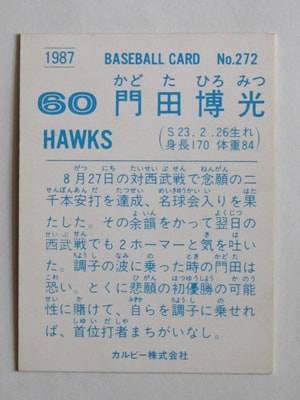 1987 BASEBALL CARD No.272
かどたひろみつ
60 門田博光
HAWKS (S23.2.26生れ 身長170 体重84)
8月27日の対西武戦で念願の二
千本安打を達成、名球会入りを果
たした。その余韻をかって翌日の
西武戦でも2ホーマーと気を吐い
た。調子の波に乗った時の門田は
恐い。とくに悲願の初優勝の可能
性に賭けて、自らを調子に乗せれ
ば、首位打者まちがいなし。
カルビー株式会社